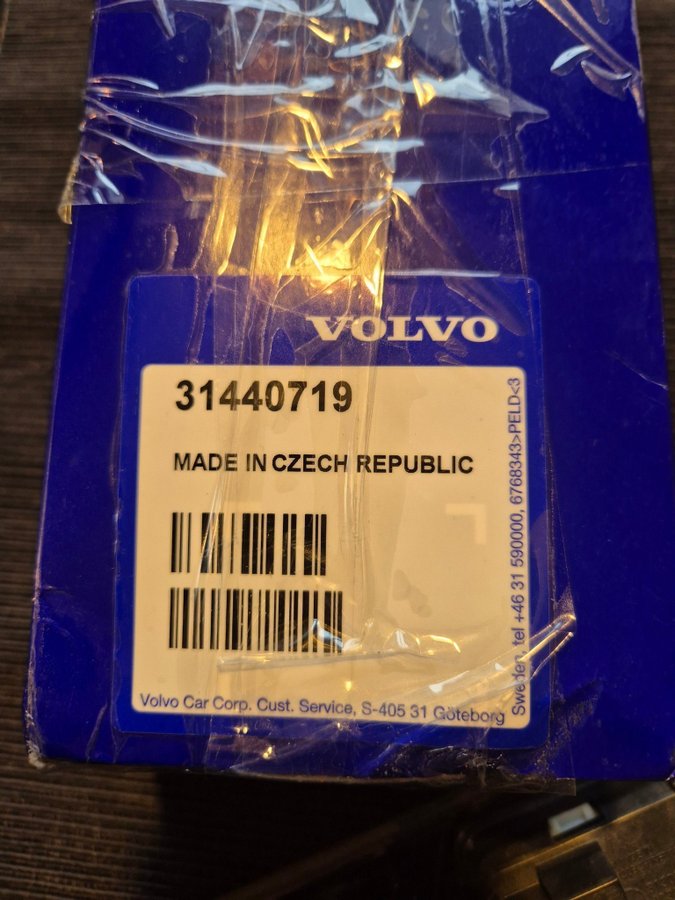 VOLVO
31440719
MADE IN CZECH REPUBLIC
Volvo Car Corp. Cust. Service, S-405 31 Göteborg
Sweden, tel +46 31 590000, 6768343>PELD<3